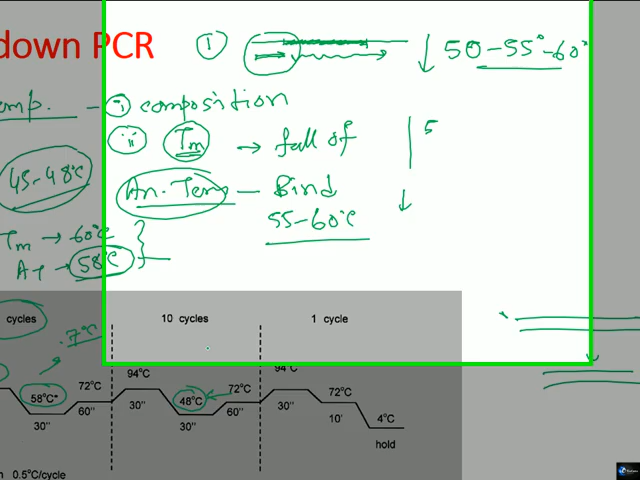 down PCR
① 50-55°-60°
emp. - ① composition
ⅱ Tm → fall of
5
45-48°C
An. Temp - Bind
55-60°C
Tm → 60°C
AT → 58°C
cycles
10 cycles
1 cycle
.7°C
94°C
94°C
72°C
72°C
72°C
58°C*
30"
48°C
60"
30"
60"
30"
10'
4°C
30"
30"
hold
n 0.5°C/cycle